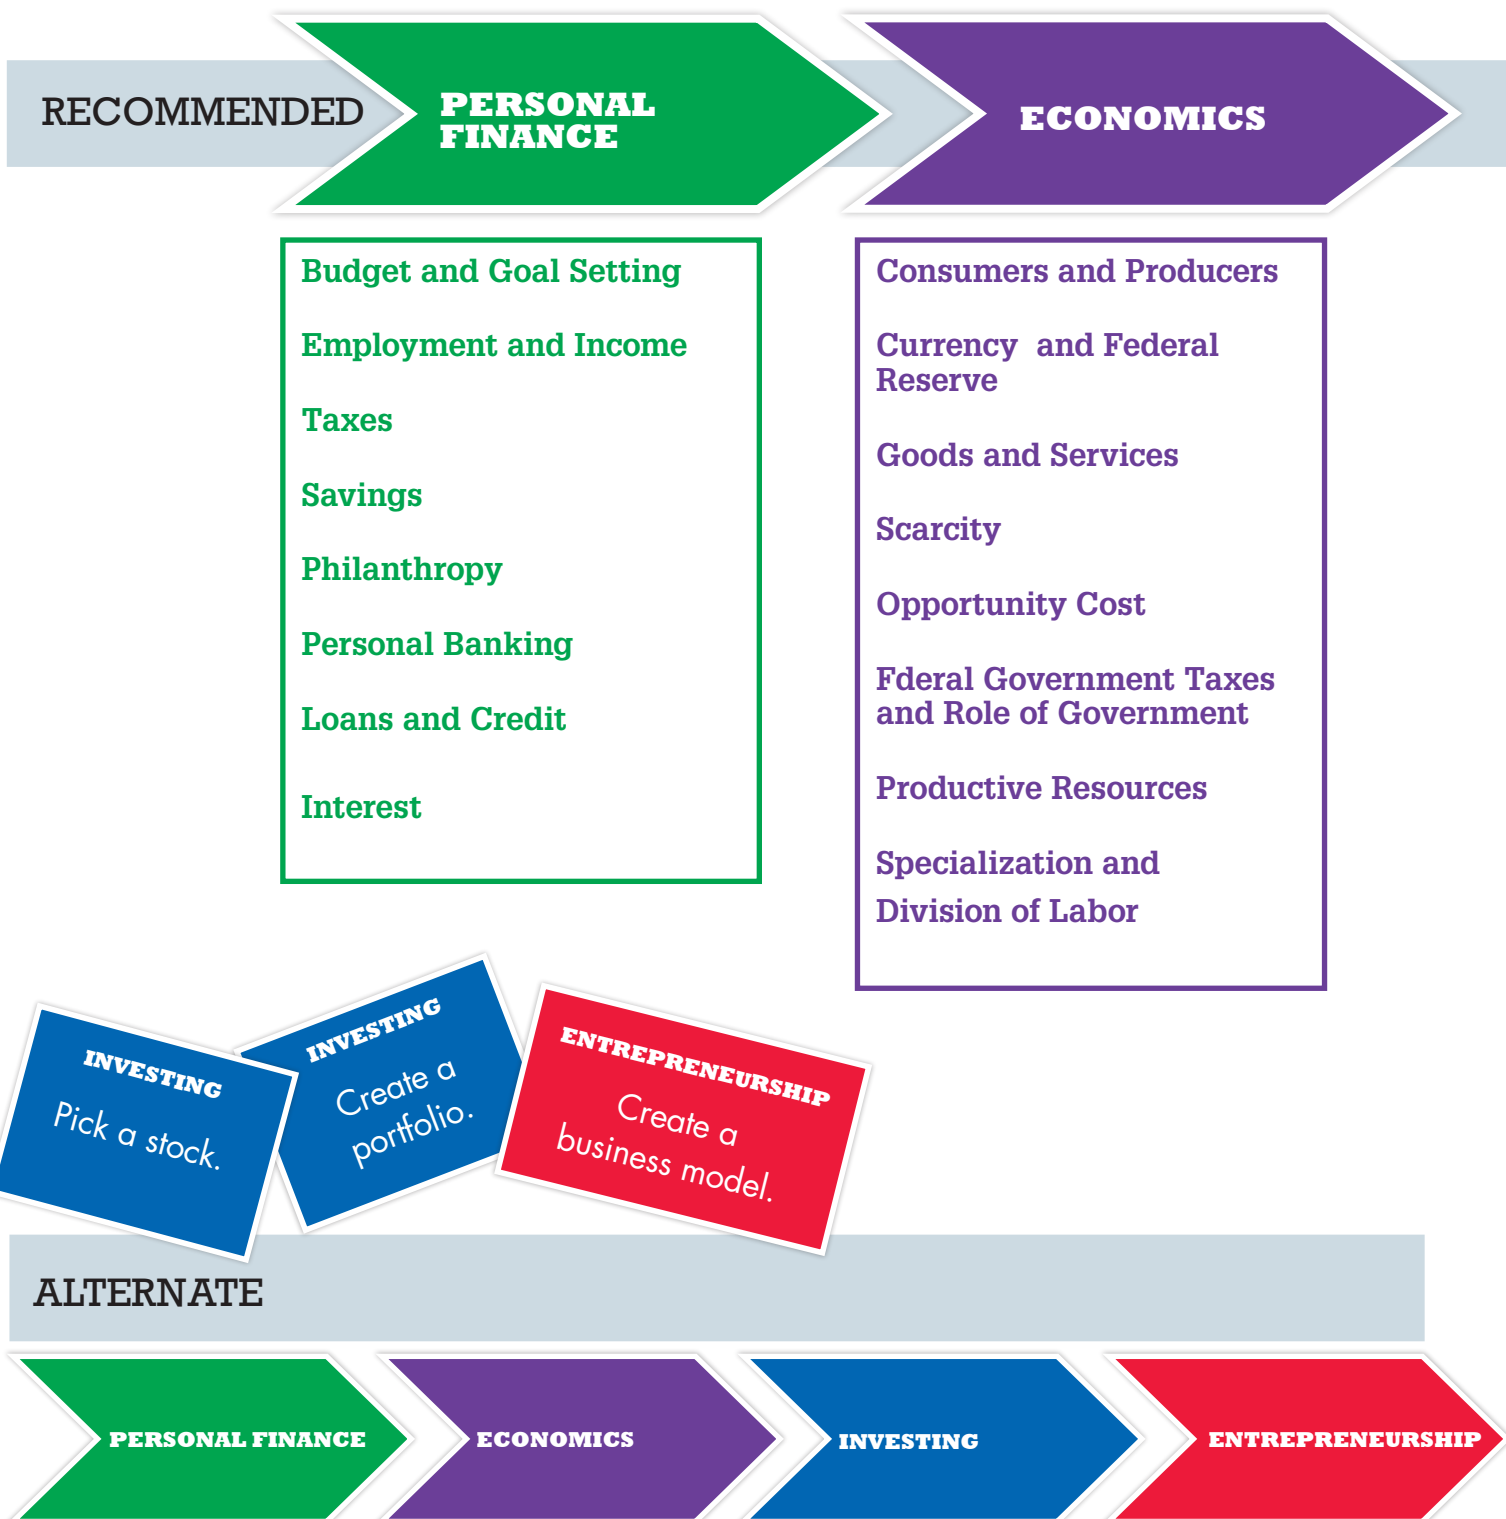 RECOMMENDED
PERSONAL
FINANCE
ECONOMICS
Budget and Goal Setting
Employment and Income
Taxes
Savings
Philanthropy
Personal Banking
Loans and Credit
Interest
Consumers and Producers
Currency  and Federal
Reserve
Goods and Services
Scarcity
Opportunity Cost
Fderal Government Taxes
and Role of Government
Productive Resources
Specialization and
Division of Labor
INVESTING
Pick a stock.
INVESTING
Create a
portfolio.
ENTREPRENEURSHIP
Create a
business model.
ALTERNATE
PERSONAL FINANCE
ECONOMICS
INVESTING
ENTREPRENEURSHIP